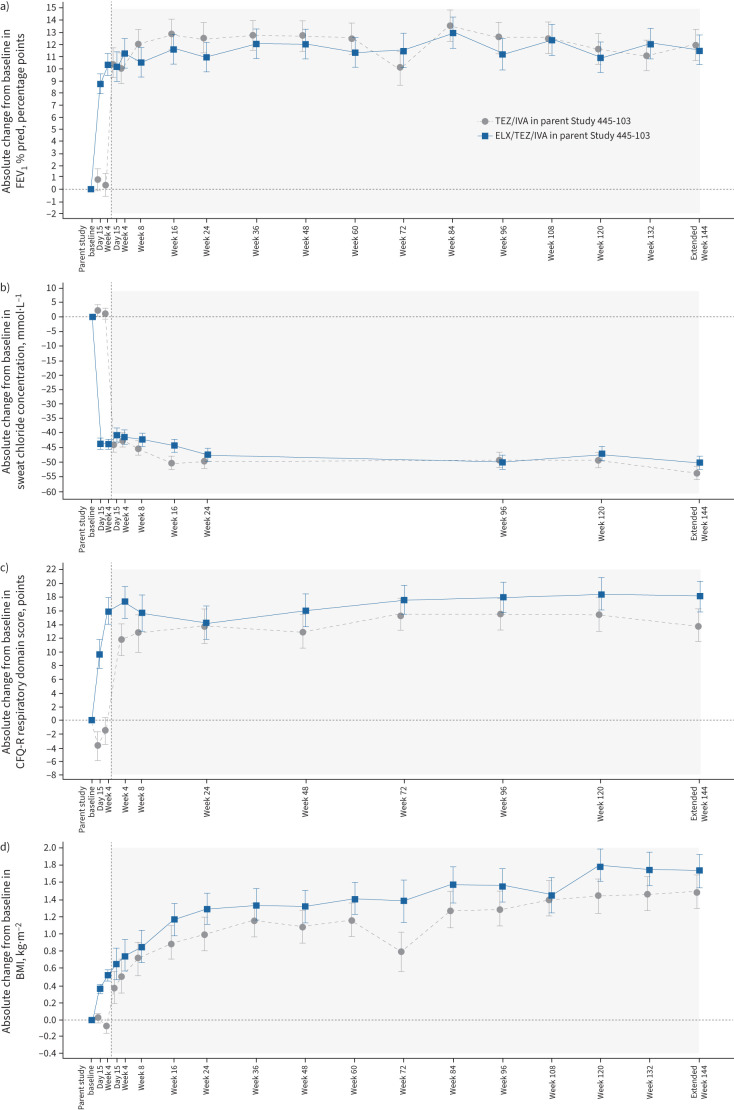 a)
Absolute change from baseline in
FEV1 % pred, percentage points
15
14
13
12
11
10
9
8
7
6
5
4
3
2
1
0
−1
−2
TEZ/IVA in parent Study 445-103
ELX/TEZ/IVA in parent Study 445-103
Parent study
baseline
Day 15
Week 4
Day 15
Week 4
Week 8
Week 16
Week 24
Week 36
Week 48
Week 60
Week 72
Week 84
Week 96
Week 108
Week 120
Week 132
Extended
Week 144
b)
Absolute change from baseline in
sweat chloride concentration, mmol·L−1
10
5
0
−5
−10
−15
−20
−25
−30
−35
−40
−45
−50
−55
−60
Parent study
baseline
Day 15
Week 4
Day 15
Week 4
Week 8
Week 16
Week 24
Week 96
Week 120
Extended
Week 144
c)
Absolute change from baseline in
CFQ-R respiratory domain score, points
22
20
18
16
14
12
10
8
6
4
2
0
−2
−4
−6
−8
Parent study
baseline
Day 15
Week 4
Week 4
Week 8
Week 24
Week 48
Week 72
Week 96
Week 120
Extended
Week 144
d)
Absolute change from baseline in
BMI, kg·m−2
2.0
1.8
1.6
1.4
1.2
1.0
0.8
0.6
0.4
0.2
0.0
−0.2
−0.4
Parent study
baseline
Day 15
Week 4
Day 15
Week 4
Week 8
Week 16
Week 24
Week 36
Week 48
Week 60
Week 72
Week 84
Week 96
Week 108
Week 120
Week 132
Extended
Week 144